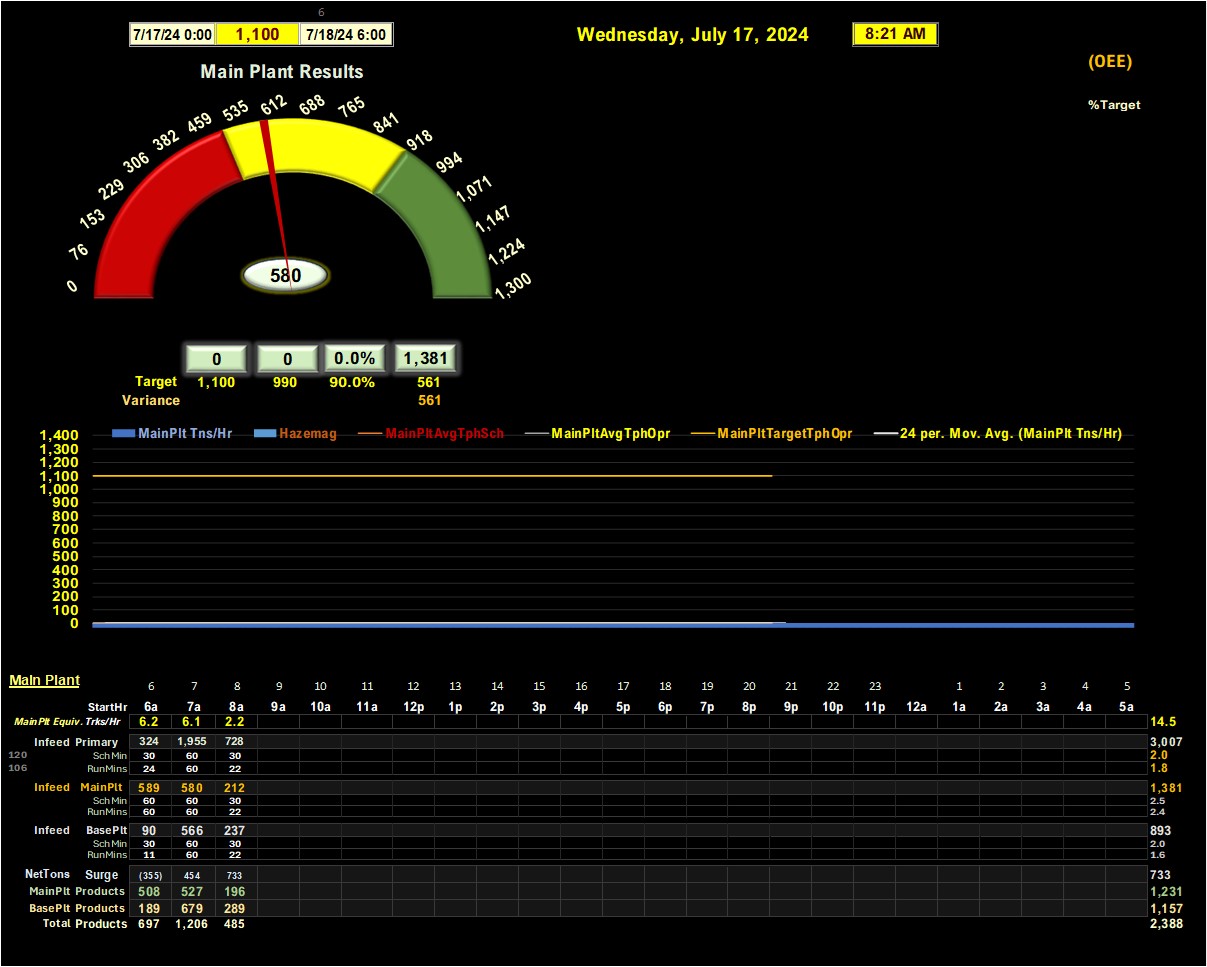 6
7/17/24 0:00 1,100 7/18/24 6:00 Wednesday, July 17, 2024 8:21 AM
(OEE)
Main Plant Results
%Target
0 76 153 229 306 382 459 535 612 688 765 841 918 994 1,071 1,147 1,224 1,300
580
0 0 0.0% 1,381
Target 1,100 990 90.0% 561
Variance 561
MainPlt Tns/Hr Hazemag MainPltAvgTphSch MainPltAvgTphOpr MainPltTargetTphOpr 24 per. Mov. Avg. (MainPlt Tns/Hr)
1,400
1,300
1,200
1,100
1,000
900
800
700
600
500
400
300
200
100
0
Main Plant
6 7 8 9 10 11 12 13 14 15 16 17 18 19 20 21 22 23 1 2 3 4 5
StartHr 6a 7a 8a 9a 10a 11a 12p 1p 2p 3p 4p 5p 6p 7p 8p 9p 10p 11p 12a 1a 2a 3a 4a 5a
MainPlt Equiv. Trks/Hr 6.2 6.1 2.2 14.5
Infeed Primary 324 1,955 728 3,007
120 Sch Min 30 60 30 2.0
106 RunMins 24 60 22 1.8
Infeed MainPlt 589 580 212 1,381
Sch Min 60 60 30 2.5
RunMins 60 60 22 2.4
Infeed BasePlt 90 566 237 893
Sch Min 30 60 30 2.0
RunMins 11 60 22 1.6
NetTons Surge (355) 454 733 733
MainPlt Products 508 527 196 1,231
BasePlt Products 189 679 289 1,157
Total Products 697 1,206 485 2,388